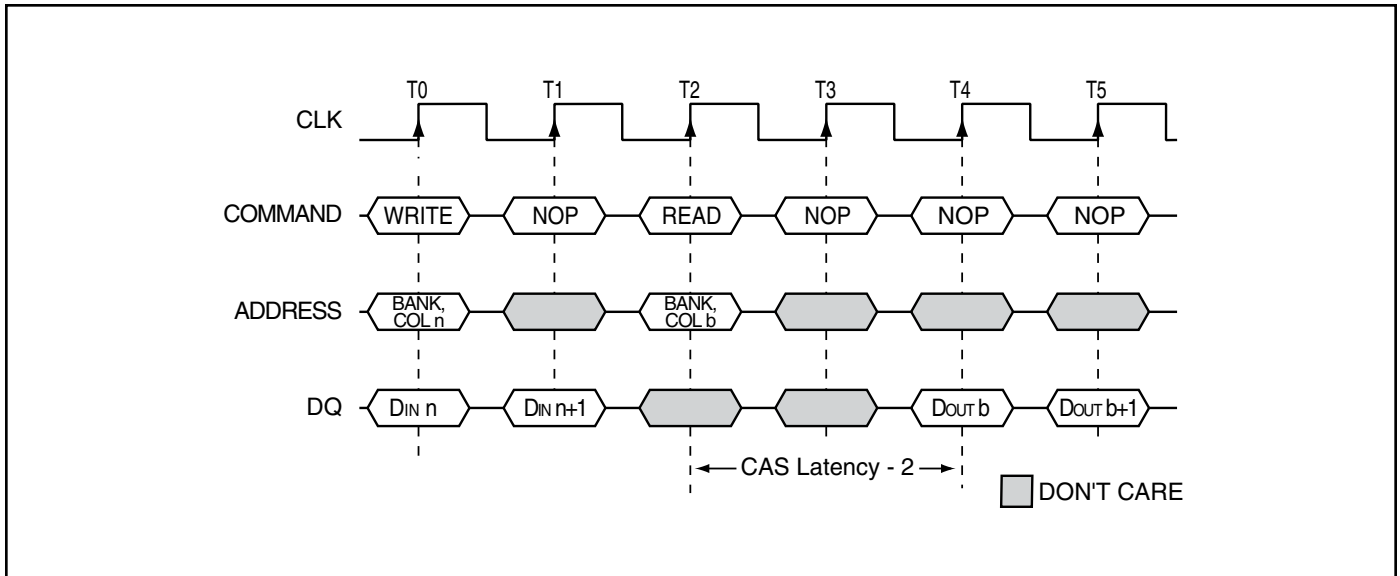 T0 T1 T2 T3 T4 T5
CLK
COMMAND WRITE NOP READ NOP NOP NOP
ADDRESS BANK, COL n BANK, COL b
DQ DIN n DIN n+1 DOUT b DOUT b+1
CAS Latency - 2
DON'T CARE